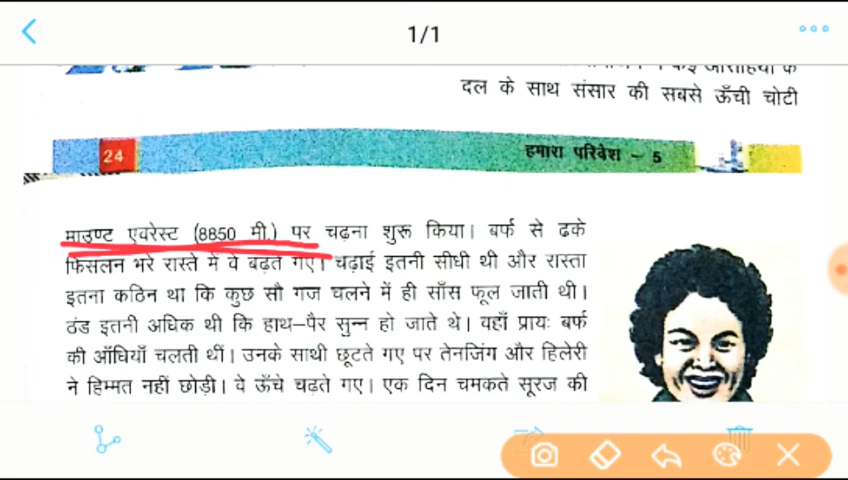 1/1
दल के साथ संसार की सबसे ऊँची चोटी
24
हमारा परिवेश – 5
माउण्ट एवरेस्ट (8850 मी.) पर चढ़ना शुरू किया। बर्फ से ढके
फिसलन भरे रास्ते में वे बढ़ते गए। चढ़ाई इतनी सीधी थी और रास्ता
इतना कठिन था कि कुछ सौ गज चलने में ही साँस फूल जाती थी।
ठंड इतनी अधिक थी कि हाथ–पैर सुन्न हो जाते थे। वहाँ प्रायः बर्फ
की आँधियाँ चलती थीं। उनके साथी छूटते गए पर तेनजिंग और हिलेरी
ने हिम्मत नहीं छोड़ी। वे ऊँचे चढ़ते गए। एक दिन चमकते सूरज की